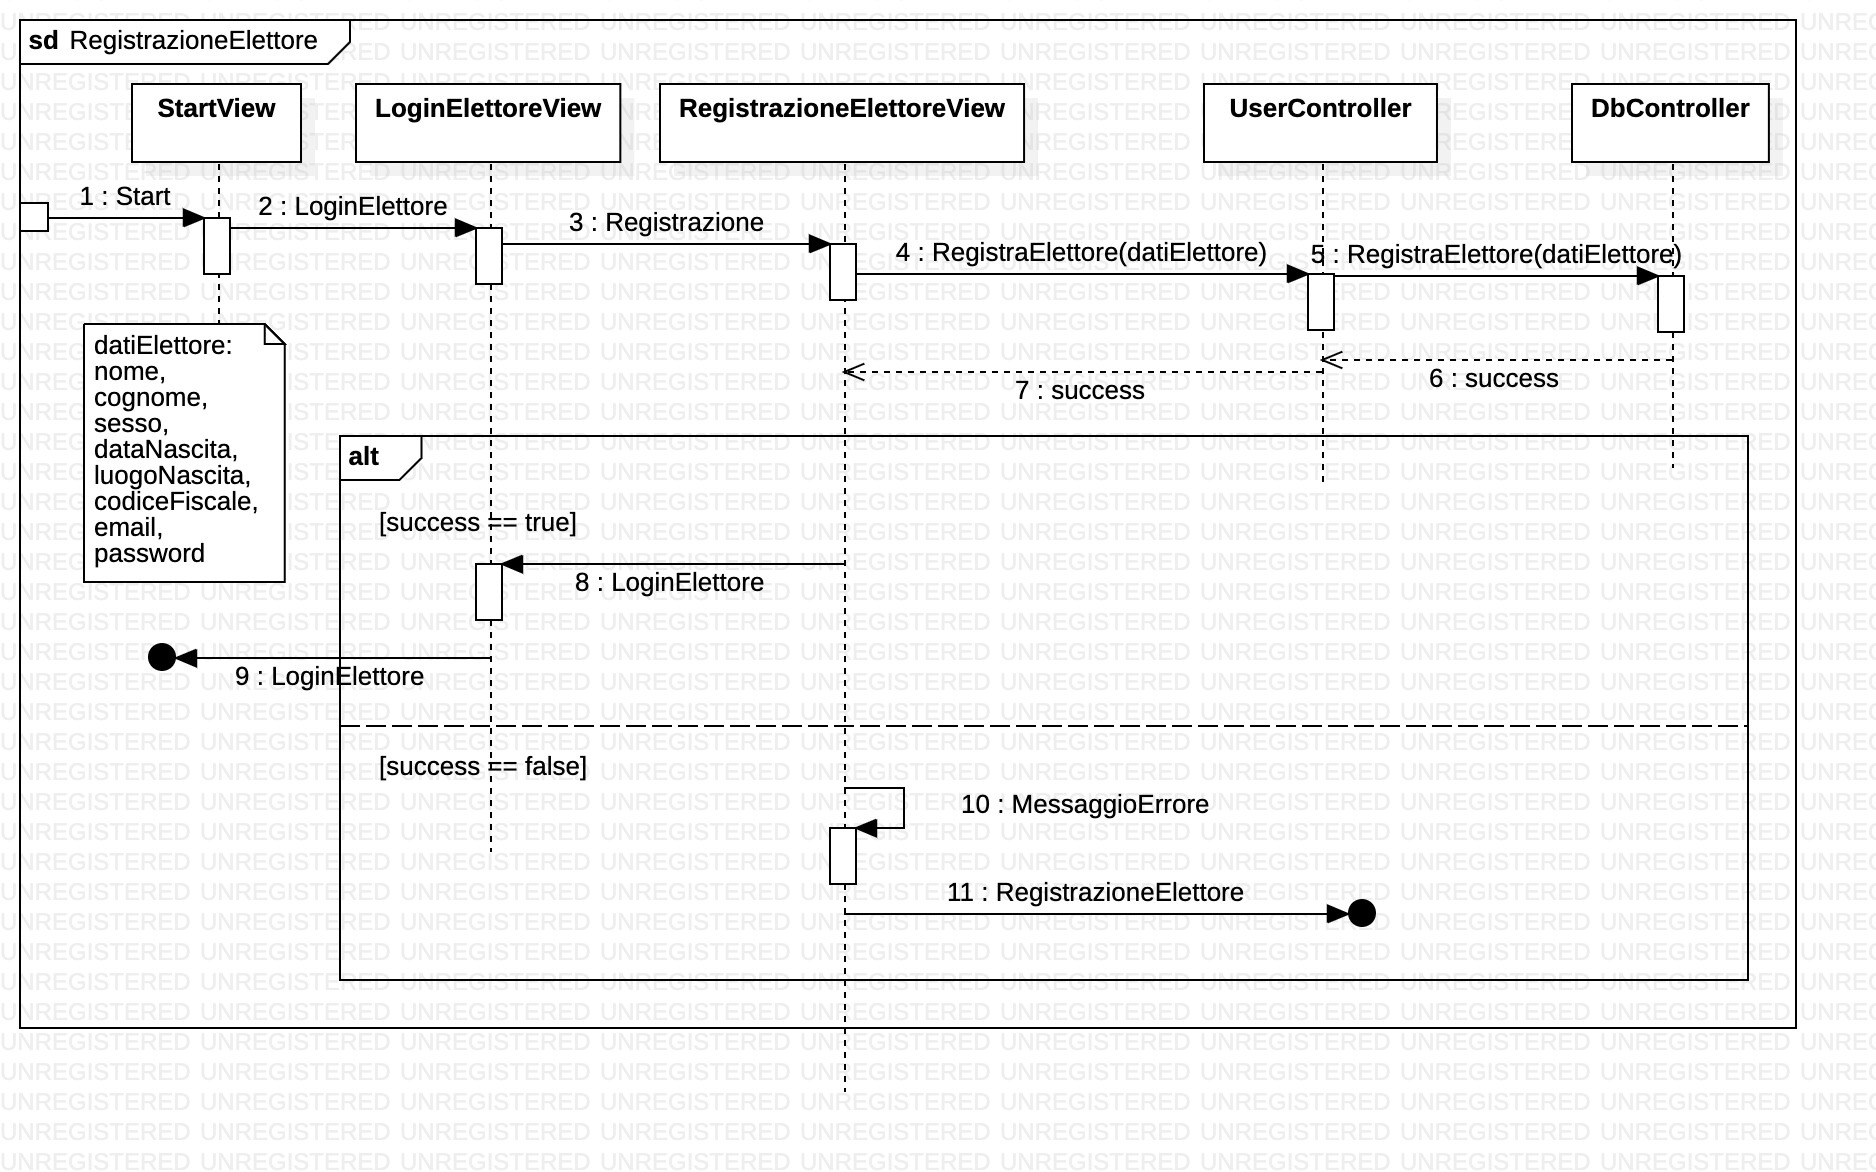 sd RegistrazioneElettore
StartView
LoginElettoreView
RegistrazioneElettoreView
UserController
DbController
1 : Start
2 : LoginElettore
3 : Registrazione
4 : RegistraElettore(datiElettore)
5 : RegistraElettore(datiElettore)
datiElettore:
nome,
cognome,
sesso,
dataNascita,
luogoNascita,
codiceFiscale,
email,
password
6 : success
7 : success
alt
[success == true]
8 : LoginElettore
9 : LoginElettore
[success == false]
10 : MessaggioErrore
11 : RegistrazioneElettore
UNREGISTERED